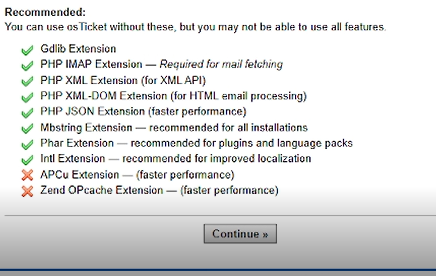 Recommended:
You can use osTicket without these, but you may not be able to use all features.
Gdlib Extension
PHP IMAP Extension — Required for mail fetching
PHP XML Extension (for XML API)
PHP XML-DOM Extension (for HTML email processing)
PHP JSON Extension (faster performance)
Mbstring Extension — recommended for all installations
Phar Extension — recommended for plugins and language packs
Intl Extension — recommended for improved localization
APCu Extension — (faster performance)
Zend OPcache Extension — (faster performance)
Continue »